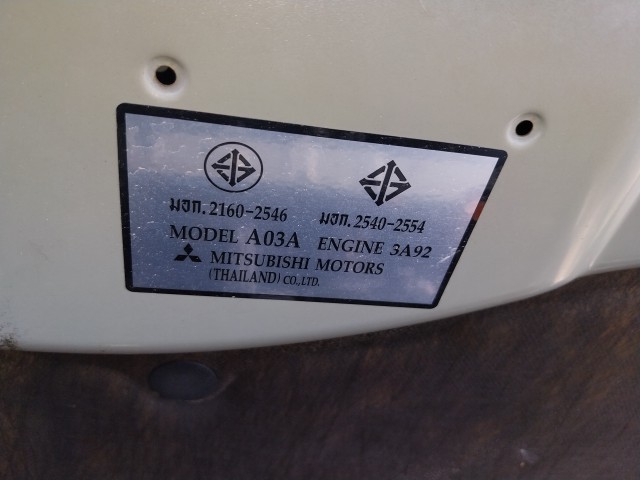 มอก.2160-2546
มอก.2540-2554
MODEL A03A ENGINE 3A92
MITSUBISHI MOTORS
(THAILAND) CO.,LTD.